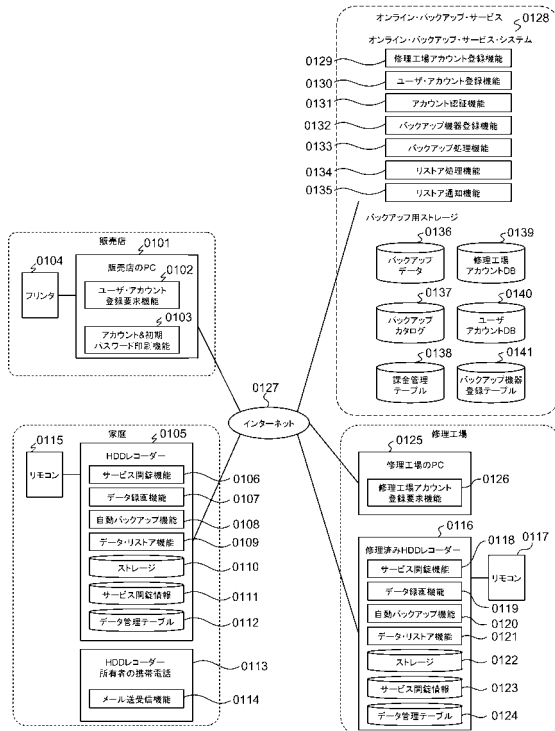 オンライン・バックアップ・サービス
0128
オンライン・バックアップ・サービス・システム
0129
修理工場アカウント登録機能
0130
ユーザ・アカウント登録機能
0131
アカウント認証機能
0132
バックアップ機器登録機能
0133
バックアップ処理機能
0134
リストア処理機能
0135
リストア通知機能
バックアップ用ストレージ
0136
0139
バックアップ
データ
修理工場
アカウントDB
0137
0140
バックアップ
カタログ
ユーザ
アカウントDB
0138
0141
課金管理
テーブル
バックアップ機器
登録テーブル
販売店
0104
0101
フリンタ
販売店のPC
0102
ユーザ・アカウント
登録要求機能
0103
アカウント&初期
パスワード印刷機能
0127
インターネット
家庭
0115
0105
リモコン
HDDレコーダー
サービス開錠機能
0106
データ録画機能
0107
自動バックアップ機能
0108
データ・リストア機能
0109
ストレージ
0110
サービス開錠情報
0111
データ管理テーブル
0112
HDDレコーダー
所有者の携帯電話
0113
メール送受信機能
0114
修理工場
0125
修理工場のPC
0126
修理工場アカウント
登録要求機能
0116
0118
0117
修理済みHDDレコーダー
サービス開錠機能
リモコン
データ録画機能
0119
自動バックアップ機能
0120
データ・リストア機能
0121
ストレージ
0122
サービス開錠情報
0123
データ管理テーブル
0124